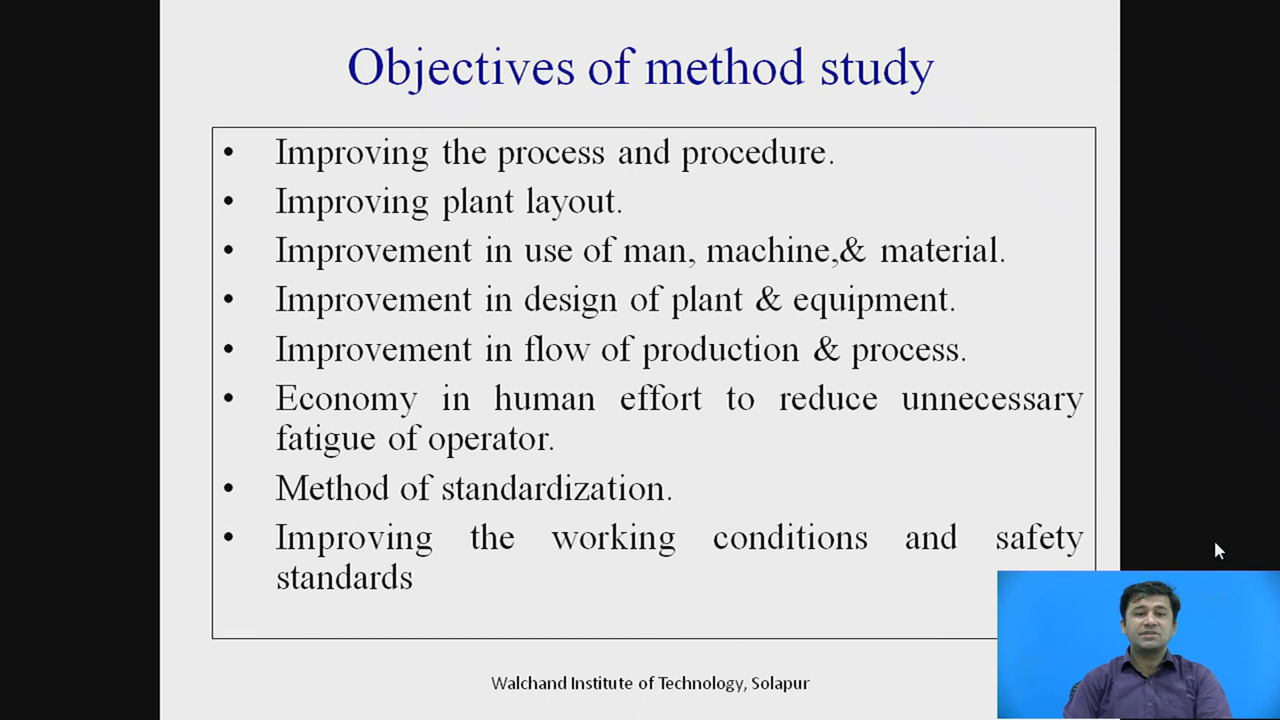 Objectives of method study
• Improving the process and procedure.
• Improving plant layout.
• Improvement in use of man, machine,& material.
• Improvement in design of plant & equipment.
• Improvement in flow of production & process.
• Economy in human effort to reduce unnecessary
fatigue of operator.
• Method of standardization.
• Improving the working conditions and safety
standards
Walchand Institute of Technology, Solapur